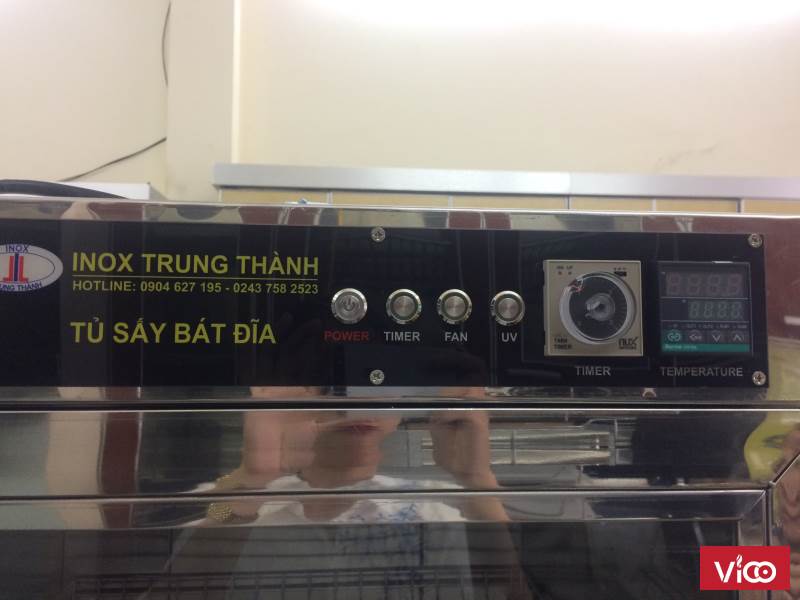 INOX
TRUNG THÀNH
INOX TRUNG THÀNH
HOTLINE: 0904 627 195 - 0243 758 2523
TỦ SẤY BÁT ĐĨA
POWER
TIMER
FAN
UV
TIMER
TEMPERATURE
VICO